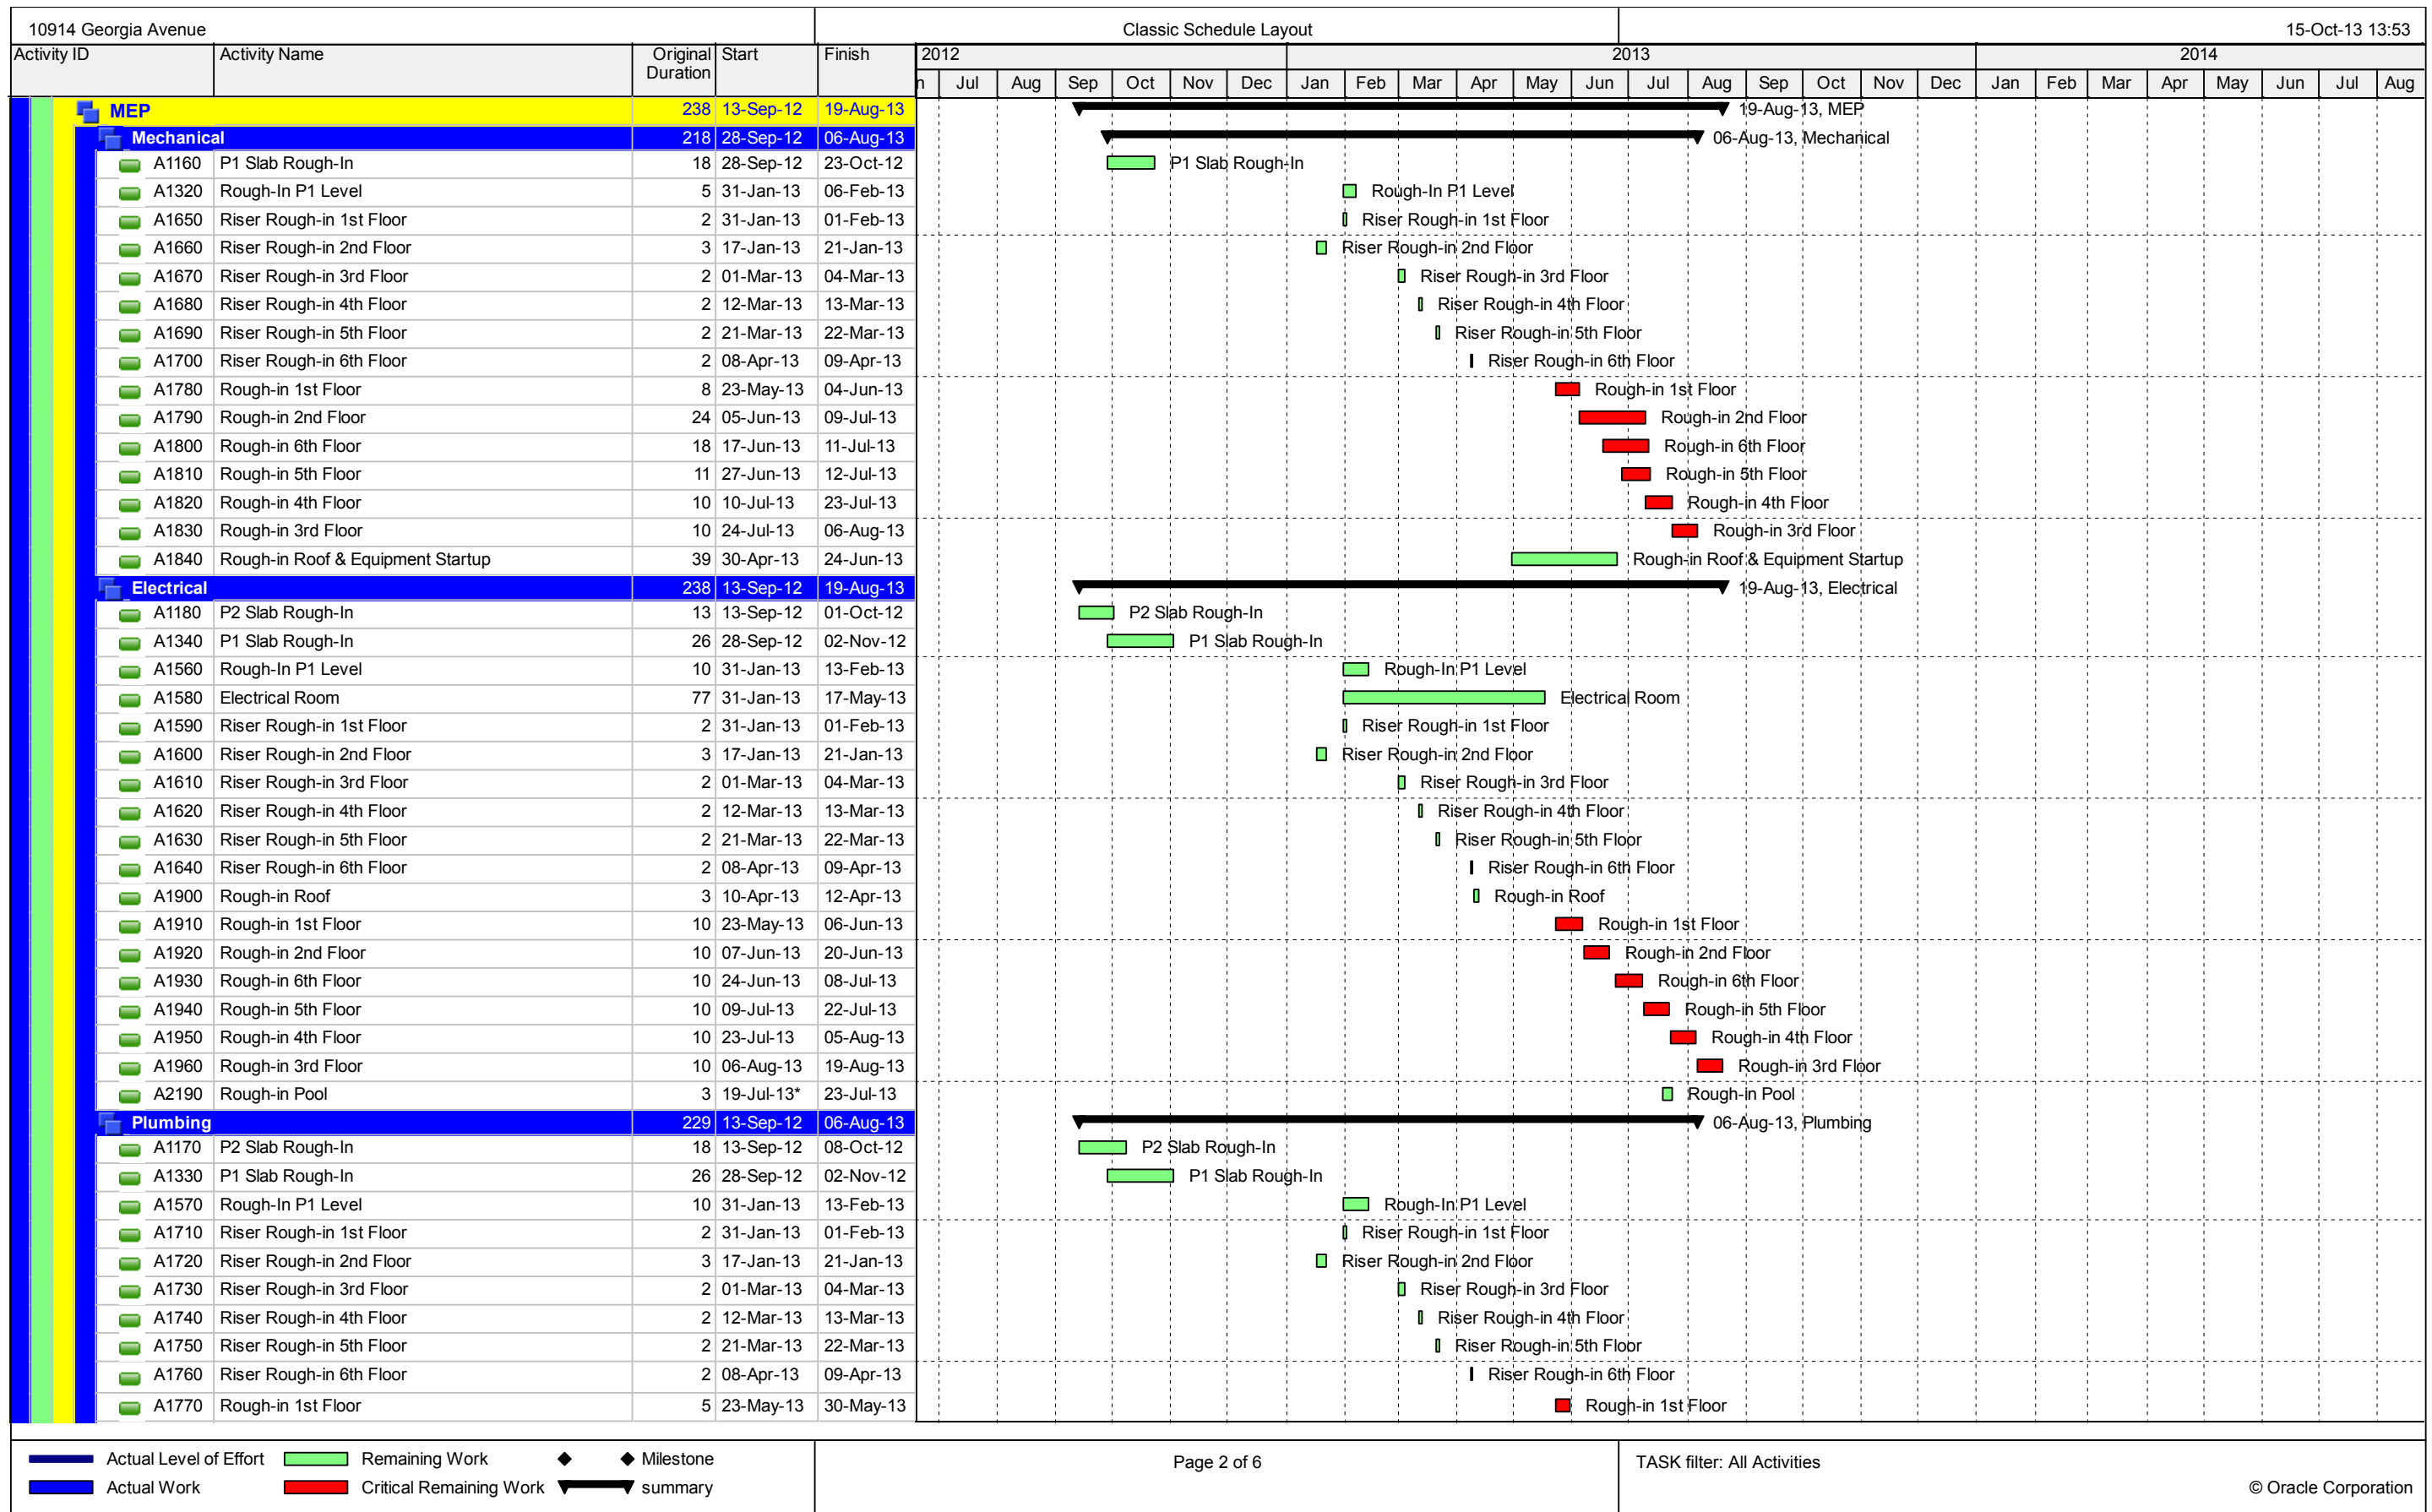 10914 Georgia Avenue Classic Schedule Layout 15-Oct-13 13:53
Activity ID Activity Name Original Duration Start Finish 2012 2013 2014
n Jul Aug Sep Oct Nov Dec Jan Feb Mar Apr May Jun Jul Aug Sep Oct Nov Dec Jan Feb Mar Apr May Jun Jul Aug
MEP 238 13-Sep-12 19-Aug-13 19-Aug-13, MEP
Mechanical 218 28-Sep-12 06-Aug-13 06-Aug-13, Mechanical
A1160 P1 Slab Rough-In 18 28-Sep-12 23-Oct-12 P1 Slab Rough-In
A1320 Rough-In P1 Level 5 31-Jan-13 06-Feb-13 Rough-In P1 Level
A1650 Riser Rough-in 1st Floor 2 31-Jan-13 01-Feb-13 Riser Rough-in 1st Floor
A1660 Riser Rough-in 2nd Floor 3 17-Jan-13 21-Jan-13 Riser Rough-in 2nd Floor
A1670 Riser Rough-in 3rd Floor 2 01-Mar-13 04-Mar-13 Riser Rough-in 3rd Floor
A1680 Riser Rough-in 4th Floor 2 12-Mar-13 13-Mar-13 Riser Rough-in 4th Floor
A1690 Riser Rough-in 5th Floor 2 21-Mar-13 22-Mar-13 Riser Rough-in 5th Floor
A1700 Riser Rough-in 6th Floor 2 08-Apr-13 09-Apr-13 Riser Rough-in 6th Floor
A1780 Rough-in 1st Floor 8 23-May-13 04-Jun-13 Rough-in 1st Floor
A1790 Rough-in 2nd Floor 24 05-Jun-13 09-Jul-13 Rough-in 2nd Floor
A1800 Rough-in 6th Floor 18 17-Jun-13 11-Jul-13 Rough-in 6th Floor
A1810 Rough-in 5th Floor 11 27-Jun-13 12-Jul-13 Rough-in 5th Floor
A1820 Rough-in 4th Floor 10 10-Jul-13 23-Jul-13 Rough-in 4th Floor
A1830 Rough-in 3rd Floor 10 24-Jul-13 06-Aug-13 Rough-in 3rd Floor
A1840 Rough-in Roof & Equipment Startup 39 30-Apr-13 24-Jun-13 Rough-in Roof & Equipment Startup
Electrical 238 13-Sep-12 19-Aug-13 19-Aug-13, Electrical
A1180 P2 Slab Rough-In 13 13-Sep-12 01-Oct-12 P2 Slab Rough-In
A1340 P1 Slab Rough-In 26 28-Sep-12 02-Nov-12 P1 Slab Rough-In
A1560 Rough-In P1 Level 10 31-Jan-13 13-Feb-13 Rough-In P1 Level
A1580 Electrical Room 77 31-Jan-13 17-May-13 Electrical Room
A1590 Riser Rough-in 1st Floor 2 31-Jan-13 01-Feb-13 Riser Rough-in 1st Floor
A1600 Riser Rough-in 2nd Floor 3 17-Jan-13 21-Jan-13 Riser Rough-in 2nd Floor
A1610 Riser Rough-in 3rd Floor 2 01-Mar-13 04-Mar-13 Riser Rough-in 3rd Floor
A1620 Riser Rough-in 4th Floor 2 12-Mar-13 13-Mar-13 Riser Rough-in 4th Floor
A1630 Riser Rough-in 5th Floor 2 21-Mar-13 22-Mar-13 Riser Rough-in 5th Floor
A1640 Riser Rough-in 6th Floor 2 08-Apr-13 09-Apr-13 Riser Rough-in 6th Floor
A1900 Rough-in Roof 3 10-Apr-13 12-Apr-13 Rough-in Roof
A1910 Rough-in 1st Floor 10 23-May-13 06-Jun-13 Rough-in 1st Floor
A1920 Rough-in 2nd Floor 10 07-Jun-13 20-Jun-13 Rough-in 2nd Floor
A1930 Rough-in 6th Floor 10 24-Jun-13 08-Jul-13 Rough-in 6th Floor
A1940 Rough-in 5th Floor 10 09-Jul-13 22-Jul-13 Rough-in 5th Floor
A1950 Rough-in 4th Floor 10 23-Jul-13 05-Aug-13 Rough-in 4th Floor
A1960 Rough-in 3rd Floor 10 06-Aug-13 19-Aug-13 Rough-in 3rd Floor
A2190 Rough-in Pool 3 19-Jul-13* 23-Jul-13 Rough-in Pool
Plumbing 229 13-Sep-12 06-Aug-13 06-Aug-13, Plumbing
A1170 P2 Slab Rough-In 18 13-Sep-12 08-Oct-12 P2 Slab Rough-In
A1330 P1 Slab Rough-In 26 28-Sep-12 02-Nov-12 P1 Slab Rough-In
A1570 Rough-In P1 Level 10 31-Jan-13 13-Feb-13 Rough-In P1 Level
A1710 Riser Rough-in 1st Floor 2 31-Jan-13 01-Feb-13 Riser Rough-in 1st Floor
A1720 Riser Rough-in 2nd Floor 3 17-Jan-13 21-Jan-13 Riser Rough-in 2nd Floor
A1730 Riser Rough-in 3rd Floor 2 01-Mar-13 04-Mar-13 Riser Rough-in 3rd Floor
A1740 Riser Rough-in 4th Floor 2 12-Mar-13 13-Mar-13 Riser Rough-in 4th Floor
A1750 Riser Rough-in 5th Floor 2 21-Mar-13 22-Mar-13 Riser Rough-in 5th Floor
A1760 Riser Rough-in 6th Floor 2 08-Apr-13 09-Apr-13 Riser Rough-in 6th Floor
A1770 Rough-in 1st Floor 5 23-May-13 30-May-13 Rough-in 1st Floor
Actual Level of Effort Remaining Work Milestone Page 2 of 6 TASK filter: All Activities
Actual Work Critical Remaining Work summary © Oracle Corporation